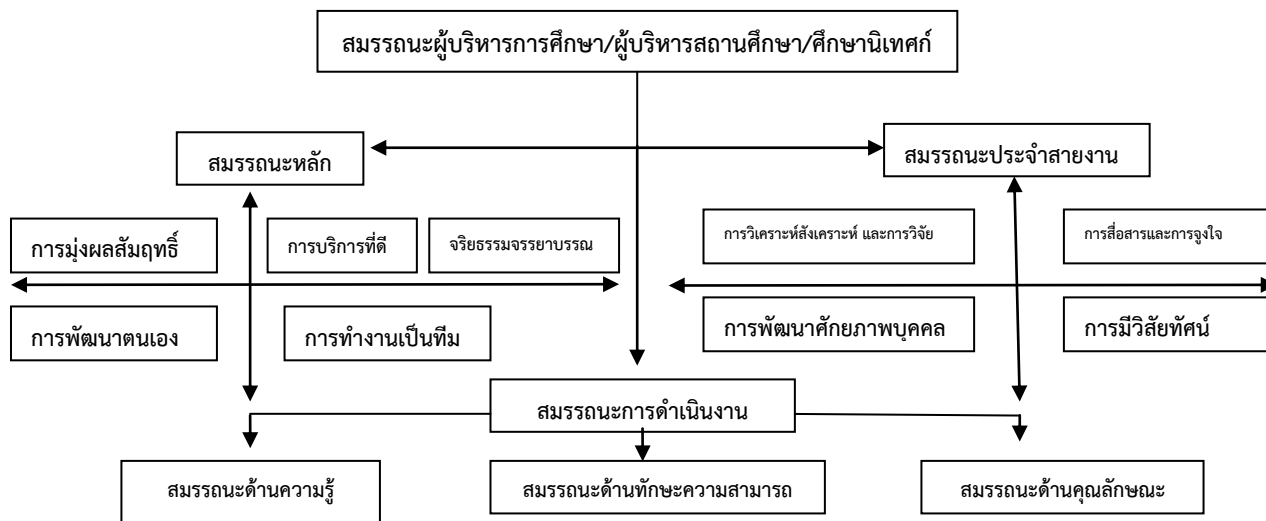 สมรรถนะผู้บริหารการศึกษา/ผู้บริหารสถานศึกษา/ศึกษานิเทศก์
สมรรถนะหลัก
สมรรถนะประจำสายงาน
การมุ่งผลสัมฤทธิ์
การบริการที่ดี
จริยธรรมจรรยาบรรณ
การวิเคราะห์สังเคราะห์ และการวิจัย
การสื่อสารและการจูงใจ
การพัฒนาตนเอง
การทำงานเป็นทีม
การพัฒนาศักยภาพบุคคล
การมีวิสัยทัศน์
สมรรถนะการดำเนินงาน
สมรรถนะด้านความรู้
สมรรถนะด้านทักษะความสามารถ
สมรรถนะด้านคุณลักษณะ